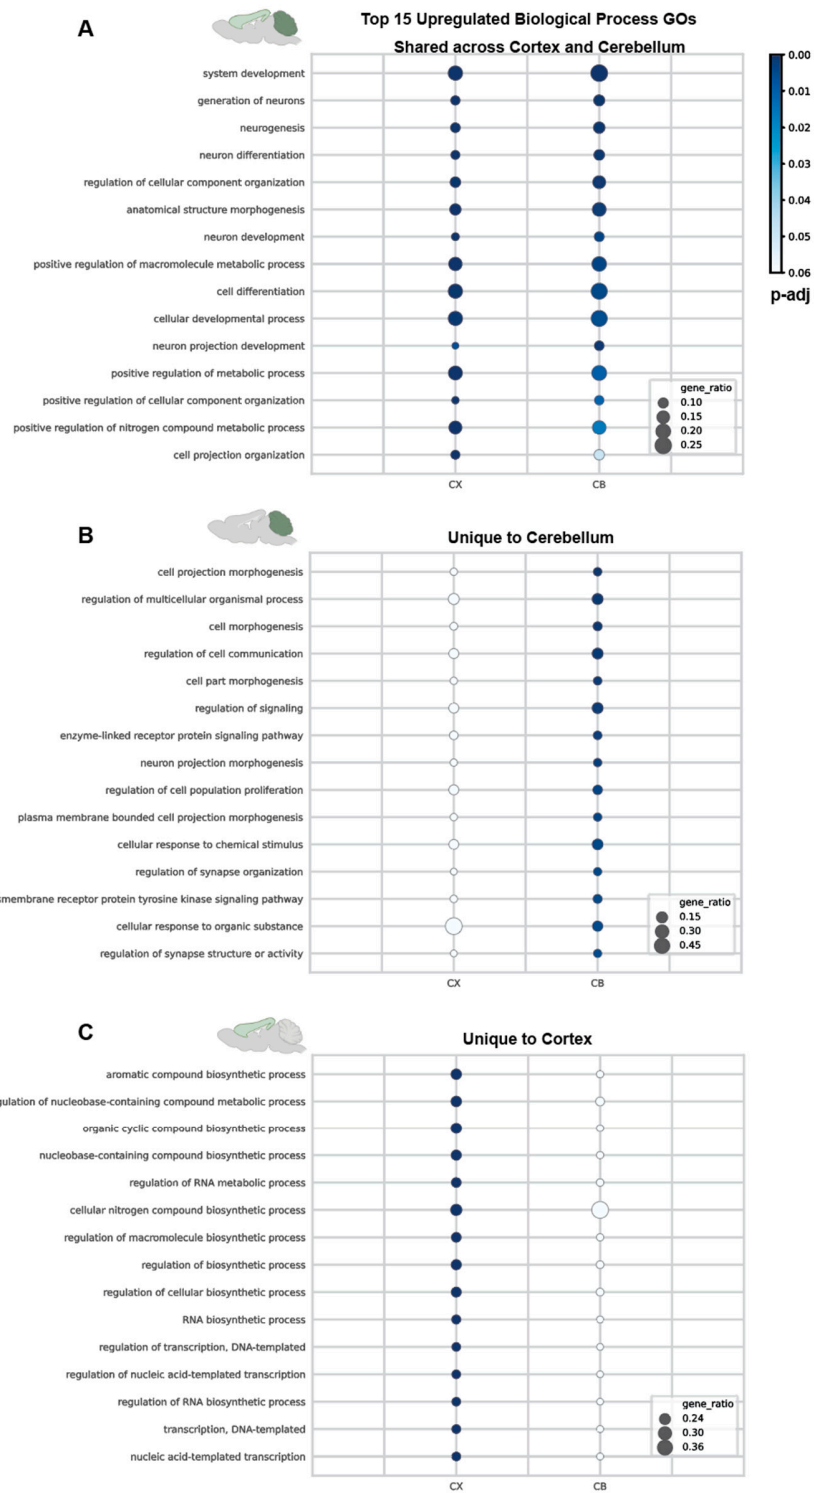 A
Top 15 Upregulated Biological Process GOs
Shared across Cortex and Cerebellum
system development
generation of neurons
neurogenesis
neuron differentiation
regulation of cellular component organization
anatomical structure morphogenesis
neuron development
positive regulation of macromolecule metabolic process
cell differentiation
cellular developmental process
neuron projection development
positive regulation of metabolic process
positive regulation of cellular component organization
positive regulation of nitrogen compound metabolic process
cell projection organization
gene_ratio
0.10
0.15
0.20
0.25
CX CB
0.00
0.01
0.02
0.03
0.04
0.05
0.06
p-adj
B
Unique to Cerebellum
cell projection morphogenesis
regulation of multicellular organismal process
cell morphogenesis
regulation of cell communication
cell part morphogenesis
regulation of signaling
enzyme-linked receptor protein signaling pathway
neuron projection morphogenesis
regulation of cell population proliferation
plasma membrane bounded cell projection morphogenesis
cellular response to chemical stimulus
regulation of synapse organization
smembrane receptor protein tyrosine kinase signaling pathway
cellular response to organic substance
regulation of synapse structure or activity
gene_ratio
0.15
0.30
0.45
CX CB
C
Unique to Cortex
aromatic compound biosynthetic process
gulation of nucleobase-containing compound metabolic process
organic cyclic compound biosynthetic process
nucleobase-containing compound biosynthetic process
regulation of RNA metabolic process
cellular nitrogen compound biosynthetic process
regulation of macromolecule biosynthetic process
regulation of biosynthetic process
regulation of cellular biosynthetic process
RNA biosynthetic process
regulation of transcription, DNA-templated
regulation of nucleic acid-templated transcription
regulation of RNA biosynthetic process
transcription, DNA-templated
nucleic acid-templated transcription
gene_ratio
0.24
0.30
0.36
CX CB